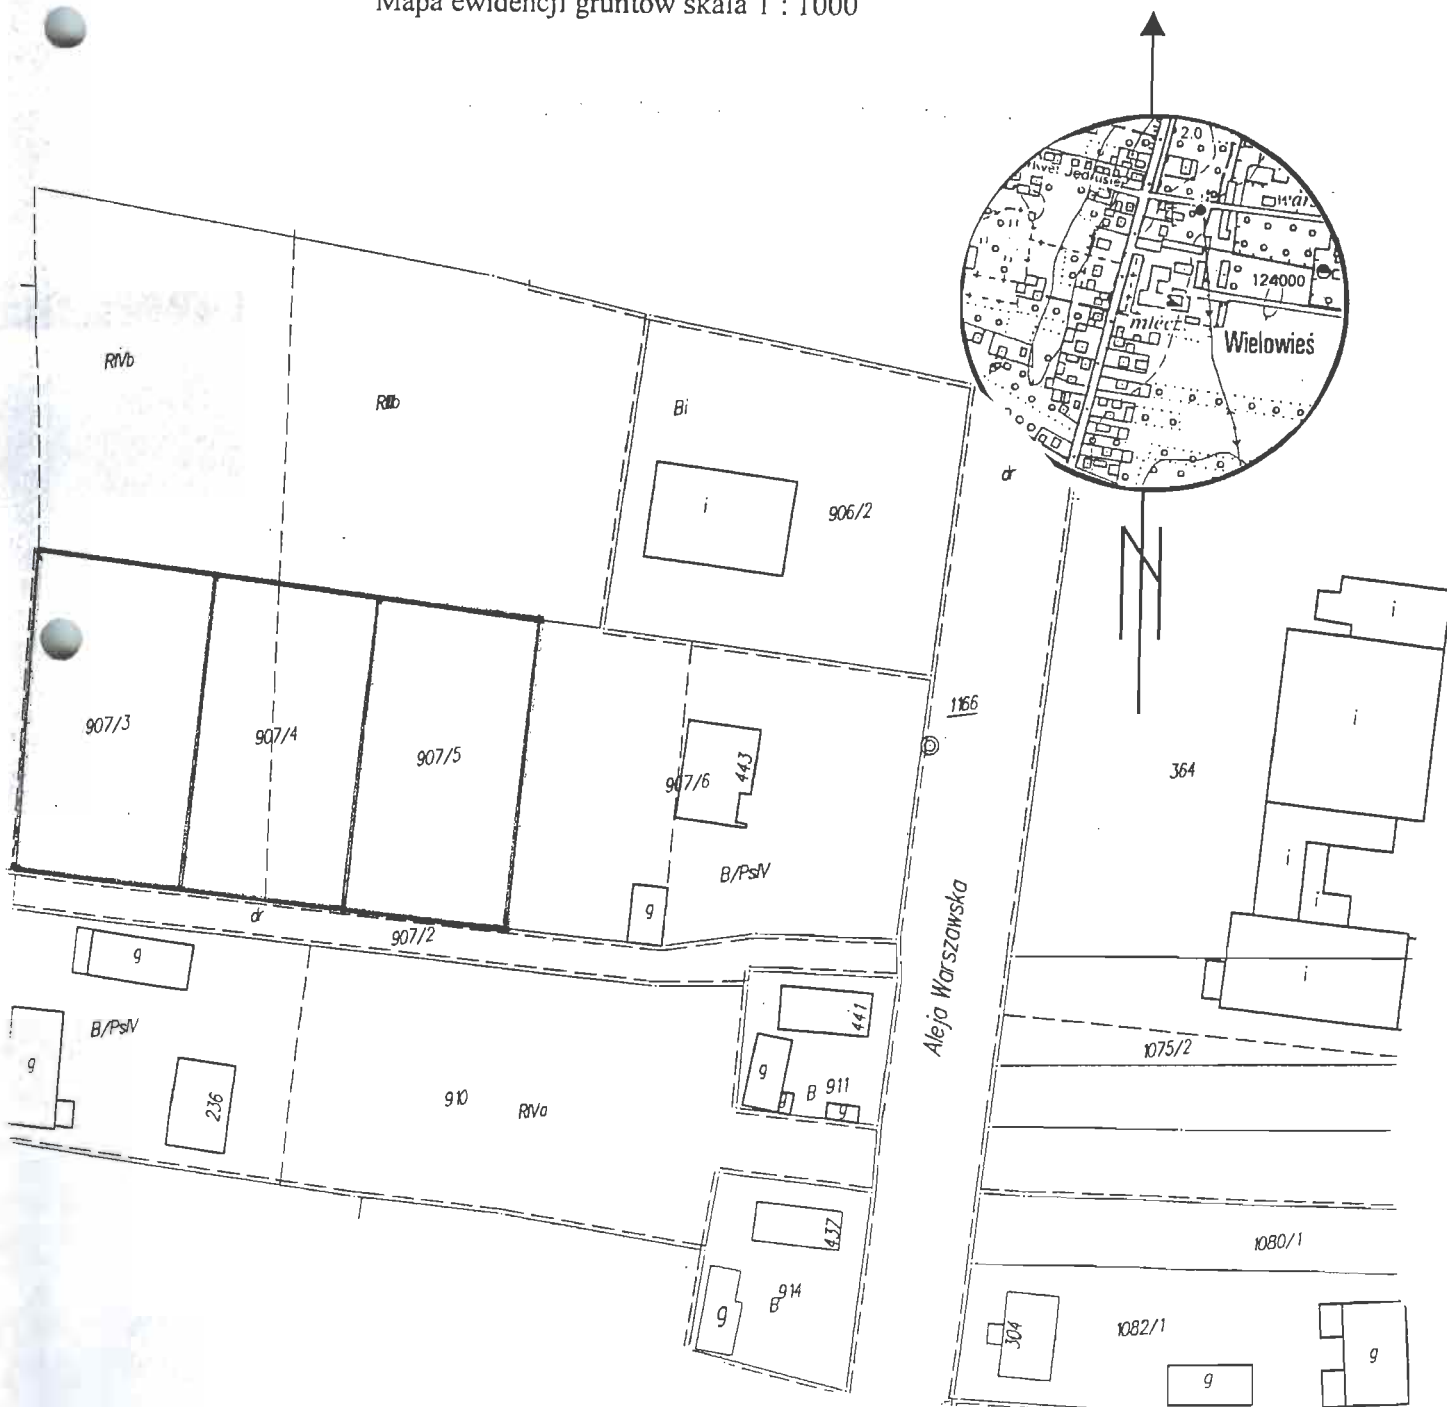 Mapa ewidencji gruntów skala 1 : 1000
2.0
124000
Wielowieś
RIVb
RIIIb
Bi
i
906/2
dr
N
i
i
907/3
907/4
907/5
907/6
443
1166
364
B/PsIV
g
i
i
dr
907/2
Aleja Warszawska
g
i
B/PsIV
441
1075/2
g
236
910
RIVa
g
B 911
g
g
437
1080/1
B 914
g
304
1082/1
g
g